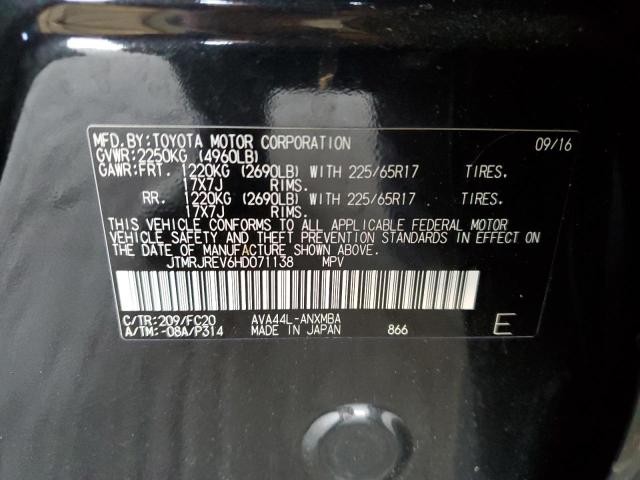 MFD.BY:TOYOTA MOTOR CORPORATION 09/16
GVWR:2250KG (4960LB)
GAWR:FRT. 1220KG (2690LB) WITH 225/65R17 TIRES.
17X7J RIMS.
RR. 1220KG (2690LB) WITH 225/65R17 TIRES.
17X7J RIMS.
THIS VEHICLE CONFORMS TO ALL APPLICABLE FEDERAL MOTOR
VEHICLE SAFETY AND THEFT PREVENTION STANDARDS IN EFFECT ON
THE DATE OF MANUFACTURE SHOWN ABOVE.
JTMRJREV6HD071138 MPV
C/TR:209/FC20 AVA44L-ANXMBA
A/TM:-08A/P314 MADE IN JAPAN 866 E